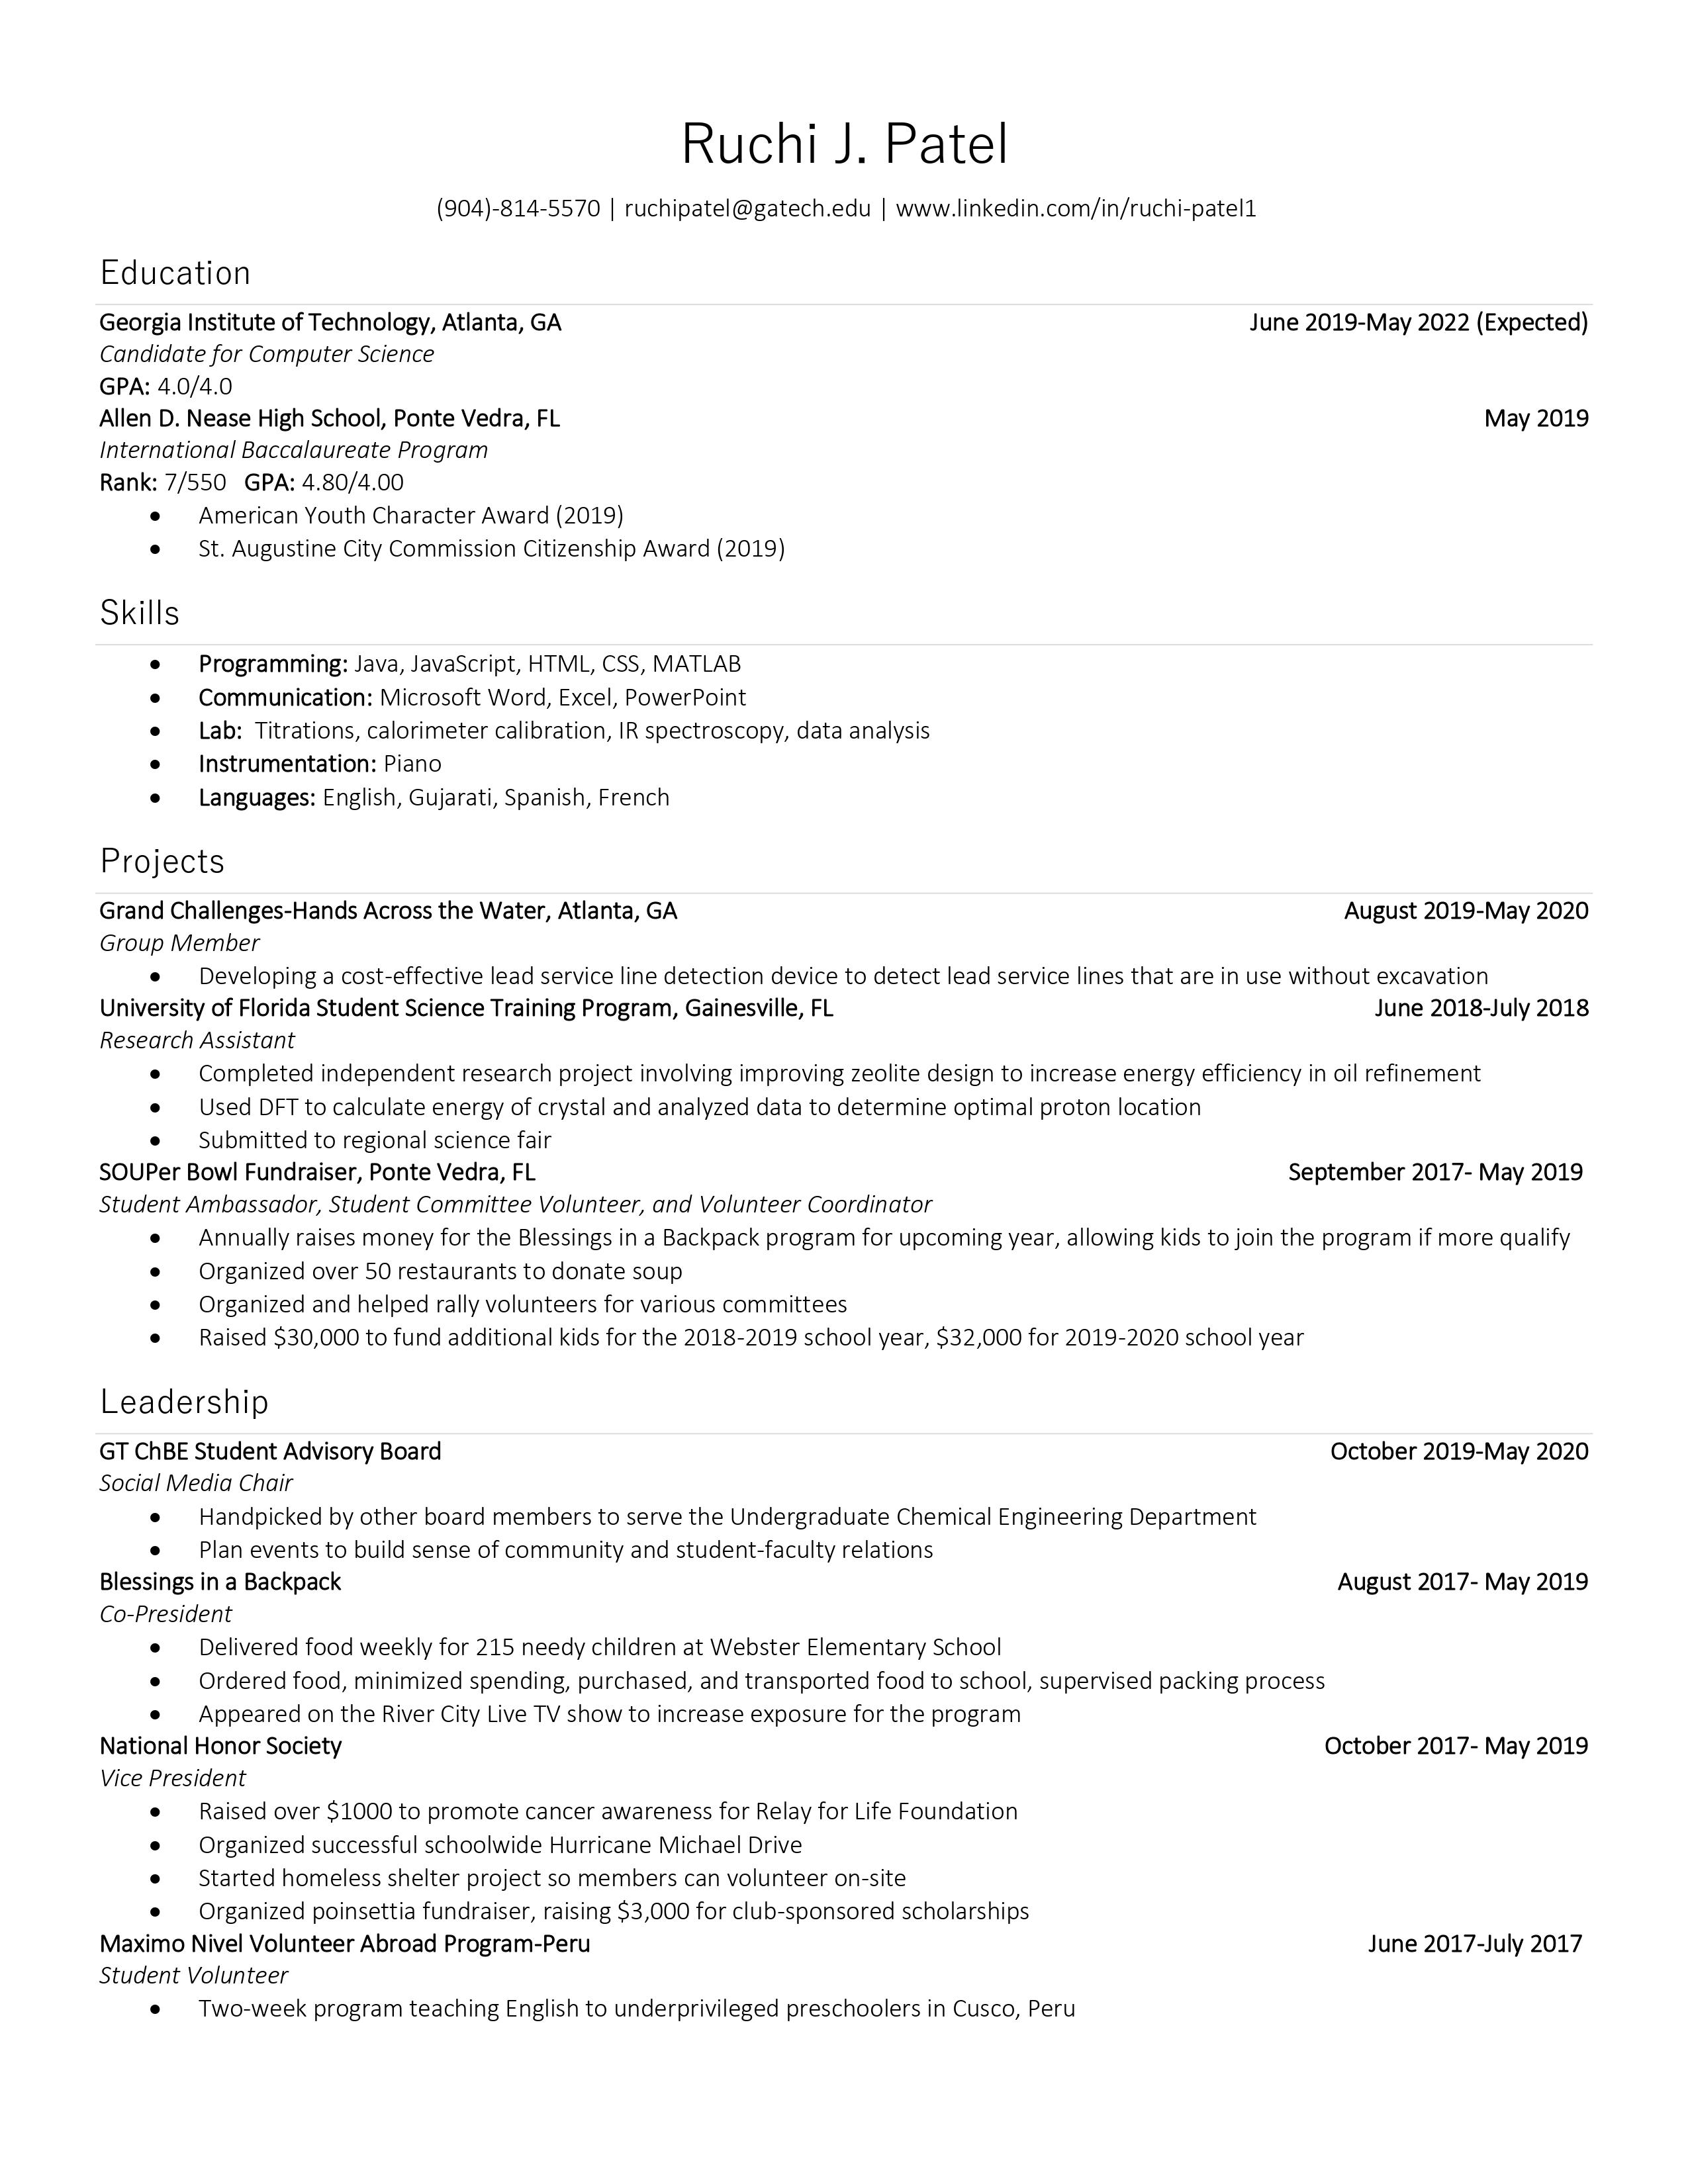 Ruchi J. Patel
(904)-814-5570 | ruchipatel@gatech.edu | www.linkedin.com/in/ruchi-patel1
Education
Georgia Institute of Technology, Atlanta, GA June 2019-May 2022 (Expected)
Candidate for Computer Science
GPA: 4.0/4.0
Allen D. Nease High School, Ponte Vedra, FL May 2019
International Baccalaureate Program
Rank: 7/550 GPA: 4.80/4.00
• American Youth Character Award (2019)
• St. Augustine City Commission Citizenship Award (2019)
Skills
• Programming: Java, JavaScript, HTML, CSS, MATLAB
• Communication: Microsoft Word, Excel, PowerPoint
• Lab: Titrations, calorimeter calibration, IR spectroscopy, data analysis
• Instrumentation: Piano
• Languages: English, Gujarati, Spanish, French
Projects
Grand Challenges-Hands Across the Water, Atlanta, GA August 2019-May 2020
Group Member
• Developing a cost-effective lead service line detection device to detect lead service lines that are in use without excavation
University of Florida Student Science Training Program, Gainesville, FL June 2018-July 2018
Research Assistant
• Completed independent research project involving improving zeolite design to increase energy efficiency in oil refinement
• Used DFT to calculate energy of crystal and analyzed data to determine optimal proton location
• Submitted to regional science fair
SOUPer Bowl Fundraiser, Ponte Vedra, FL September 2017- May 2019
Student Ambassador, Student Committee Volunteer, and Volunteer Coordinator
• Annually raises money for the Blessings in a Backpack program for upcoming year, allowing kids to join the program if more qualify
• Organized over 50 restaurants to donate soup
• Organized and helped rally volunteers for various committees
• Raised $30,000 to fund additional kids for the 2018-2019 school year, $32,000 for 2019-2020 school year
Leadership
GT ChBE Student Advisory Board October 2019-May 2020
Social Media Chair
• Handpicked by other board members to serve the Undergraduate Chemical Engineering Department
• Plan events to build sense of community and student-faculty relations
Blessings in a Backpack August 2017- May 2019
Co-President
• Delivered food weekly for 215 needy children at Webster Elementary School
• Ordered food, minimized spending, purchased, and transported food to school, supervised packing process
• Appeared on the River City Live TV show to increase exposure for the program
National Honor Society October 2017- May 2019
Vice President
• Raised over $1000 to promote cancer awareness for Relay for Life Foundation
• Organized successful schoolwide Hurricane Michael Drive
• Started homeless shelter project so members can volunteer on-site
• Organized poinsettia fundraiser, raising $3,000 for club-sponsored scholarships
Maximo Nivel Volunteer Abroad Program-Peru June 2017-July 2017
Student Volunteer
• Two-week program teaching English to underprivileged preschoolers in Cusco, Peru